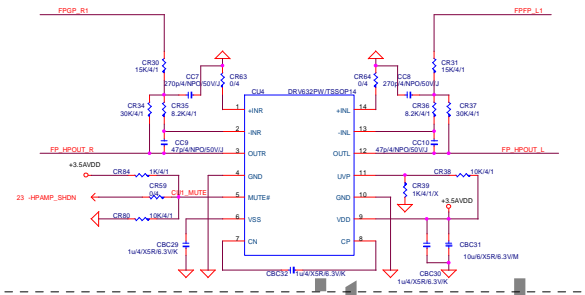 FPGP_R1
FPFP_L1
CR30
15K/4/1
CC7
270p/4/NPO/50V/J
CR63
0/4
CR64
0/4
CC8
270p/4/NPO/50V/J
CR31
15K/4/1
CU4
DRV632PW/TSSOP14
CR34
30K/4/1
CR35
8.2K/4/1
CR36
8.2K/4/1
CR37
30K/4/1
1
+INR
+INL
14
2
-INR
-INL
13
CC9
47p/4/NPO/50V/J
CC10
47p/4/NPO/50V/J
FP_HPOUT_R
3
OUTR
OUTL
12
FP_HPOUT_L
+3.5AVDD
CR84
1K/4/1
4
GND
UVP
11
CR38
10K/4/1
CR59
0/4
CU1_MUTE
23 -HPAMP_SHDN
5
MUTE#
GND
10
CR39
1K/4/1/X
+3.5AVDD
CR80
10K/4/1
6
VSS
VDD
9
7
CN
CP
8
CBC29
1u/4/X5R/6.3V/K
CBC32
1u/4/X5R/6.3V/K
CBC31
10u/6/X5R/6.3V/M
CBC30
1u/4/X5R/6.3V/K